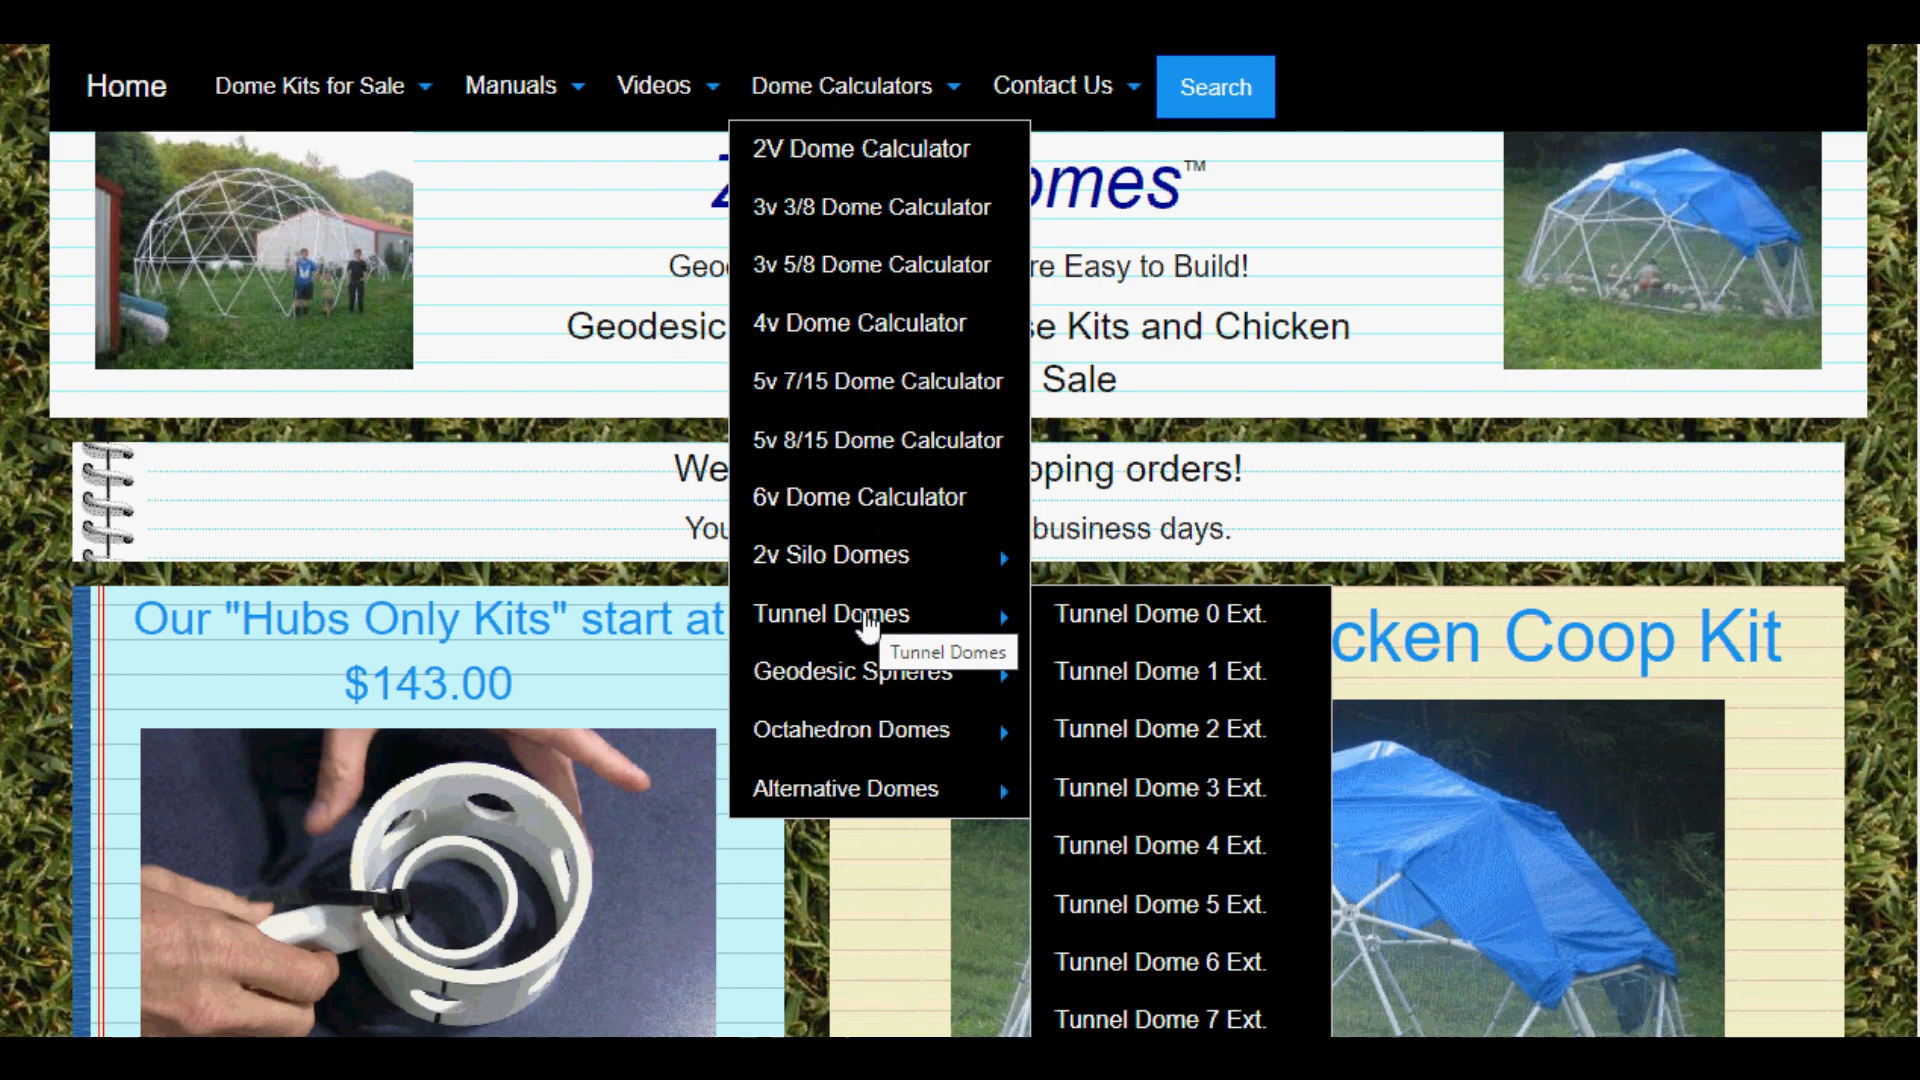 Home Dome Kits for Sale Manuals Videos Dome Calculators Contact Us Search
2V Dome Calculator
3v 3/8 Dome Calculator
3v 5/8 Dome Calculator
4v Dome Calculator
5v 7/15 Dome Calculator
5v 8/15 Dome Calculator
6v Dome Calculator
2v Silo Domes
Tunnel Domes
Tunnel Domes
Geodesic Spheres
Octahedron Domes
Alternative Domes
Tunnel Dome 0 Ext.
Tunnel Dome 1 Ext.
Tunnel Dome 2 Ext.
Tunnel Dome 3 Ext.
Tunnel Dome 4 Ext.
Tunnel Dome 5 Ext.
Tunnel Dome 6 Ext.
Tunnel Dome 7 Ext.
omes™
Geo re Easy to Build!
Geodesic se Kits and Chicken
Sale
We pping orders!
You business days.
Our "Hubs Only Kits" start at
$143.00
cken Coop Kit